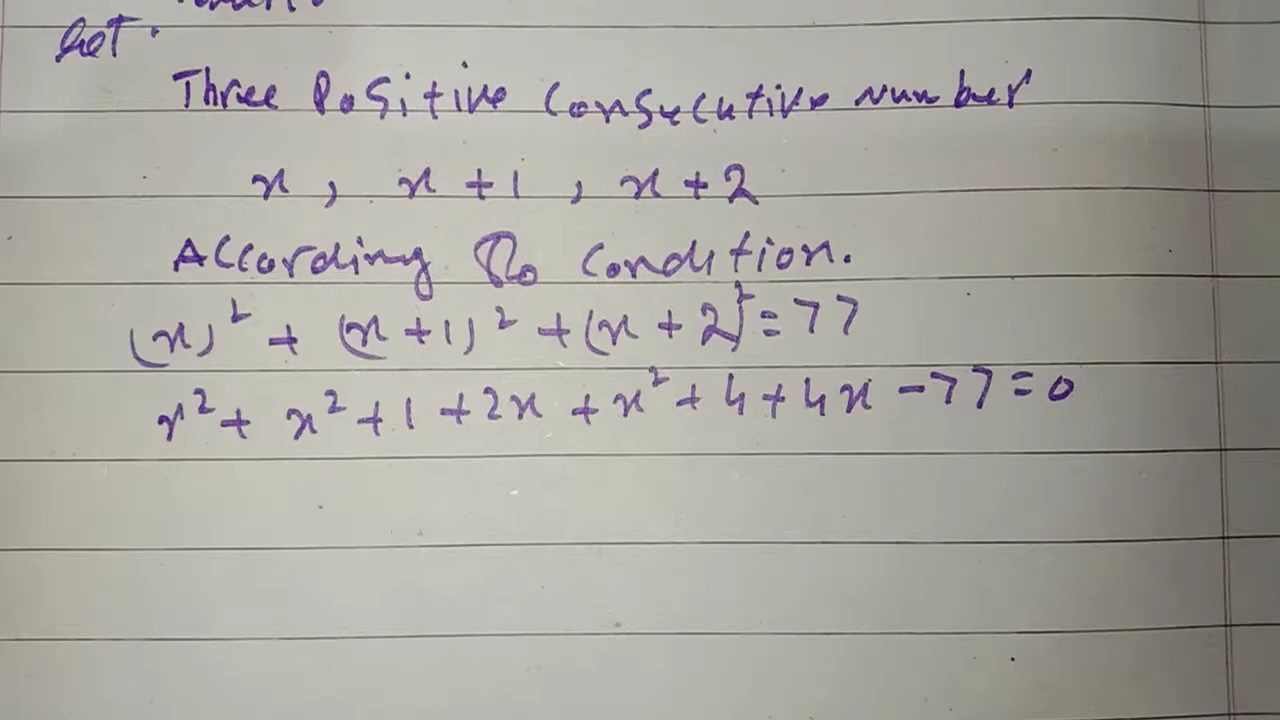 Let.
Three Positive Consecutive number
x, x+1, x+2
According To Condition.
(x)² + (x+1)² + (x+2)² = 77
x² + x² + 1 + 2x + x² + 4 + 4x - 77 = 0